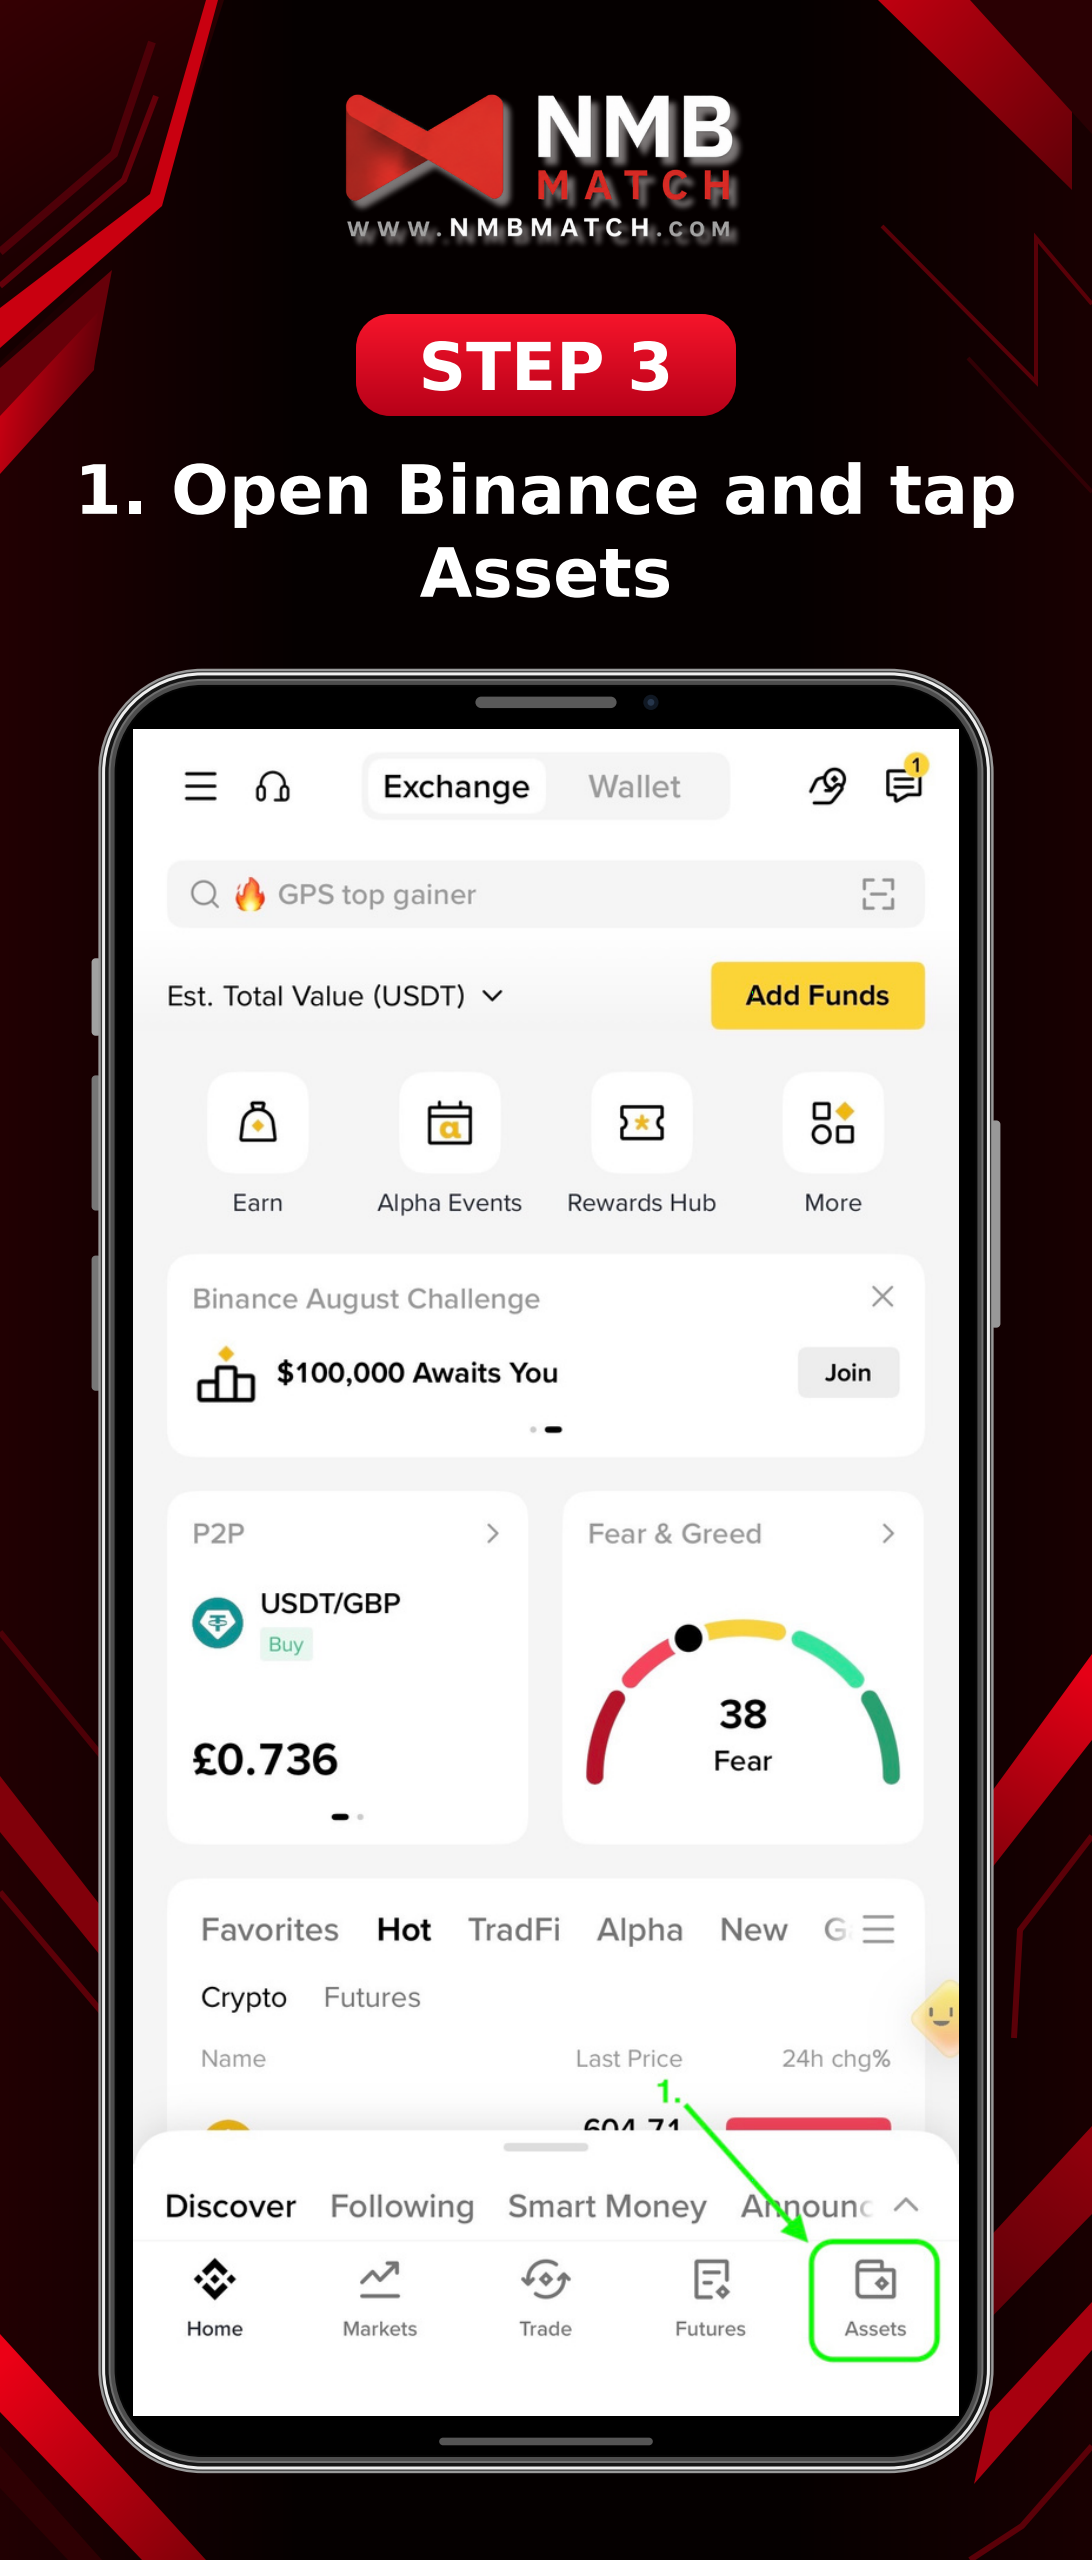 NMB
MATCH
WWW.NMBMATCH.COM
STEP 3
1. Open Binance and tap
Assets
Exchange Wallet
1
GPS top gainer
Est. Total Value (USDT)
Add Funds
Earn Alpha Events Rewards Hub More
Binance August Challenge
$100,000 Awaits You
Join
P2P
USDT/GBP
Buy
£0.736
Fear & Greed
38
Fear
Favorites Hot TradFi Alpha New G
Crypto Futures
Name Last Price 24h chg%
1.
604.71
Discover Following Smart Money Announc
Home Markets Trade Futures Assets